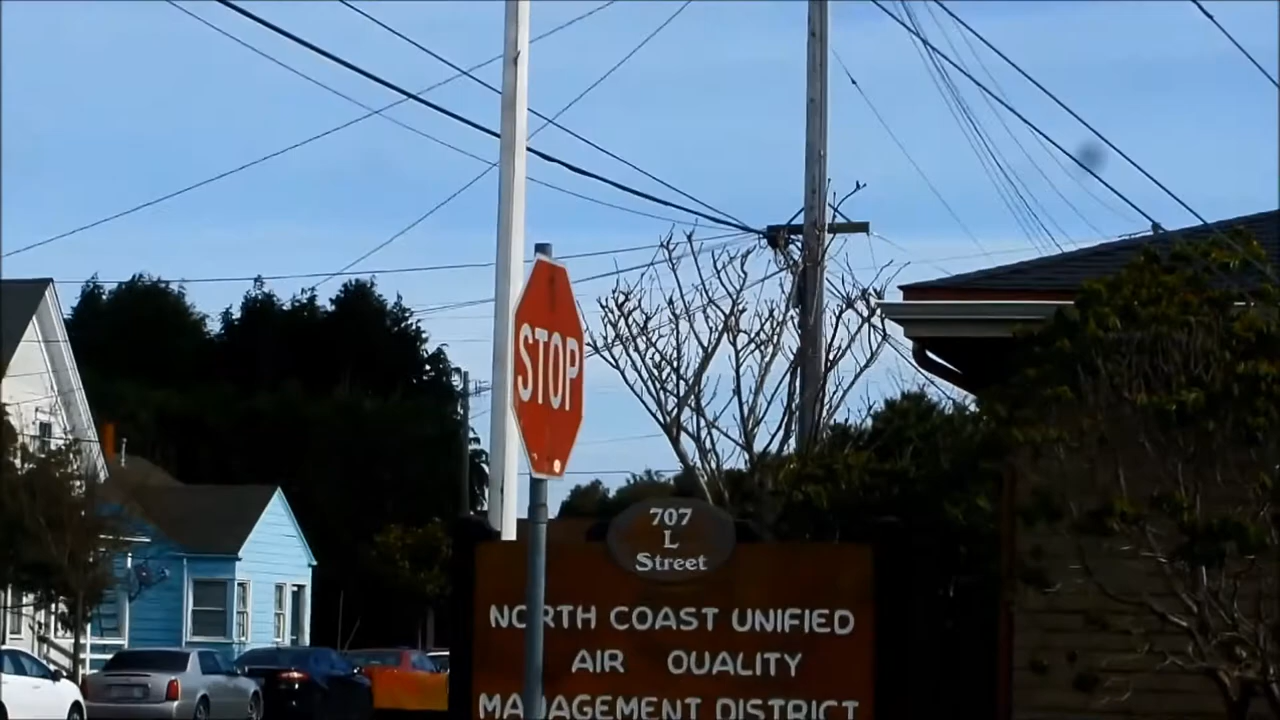 STOP
707
L
Street
NORTH COAST UNIFIED
AIR QUALITY
MANAGEMENT DISTRICT